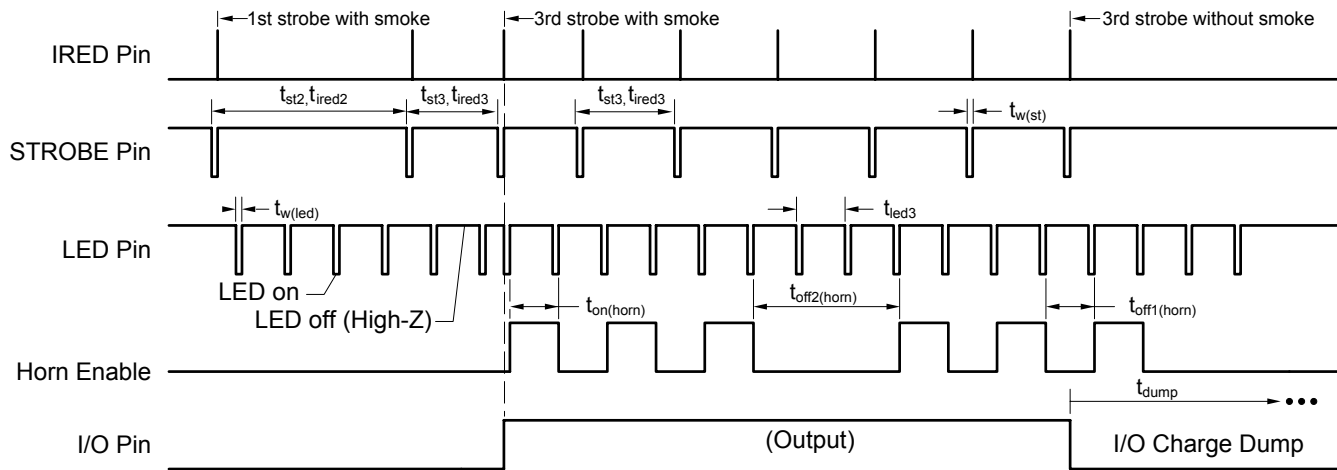 1st strobe with smoke
3rd strobe with smoke
3rd strobe without smoke
IRED Pin
tst2, tired2
tst3, tired3
tst3, tired3
tw(st)
STROBE Pin
tw(led)
tled3
LED Pin
LED on
LED off (High-Z)
ton(horn)
toff2(horn)
toff1(horn)
Horn Enable
tdump
•••
I/O Pin
(Output)
I/O Charge Dump